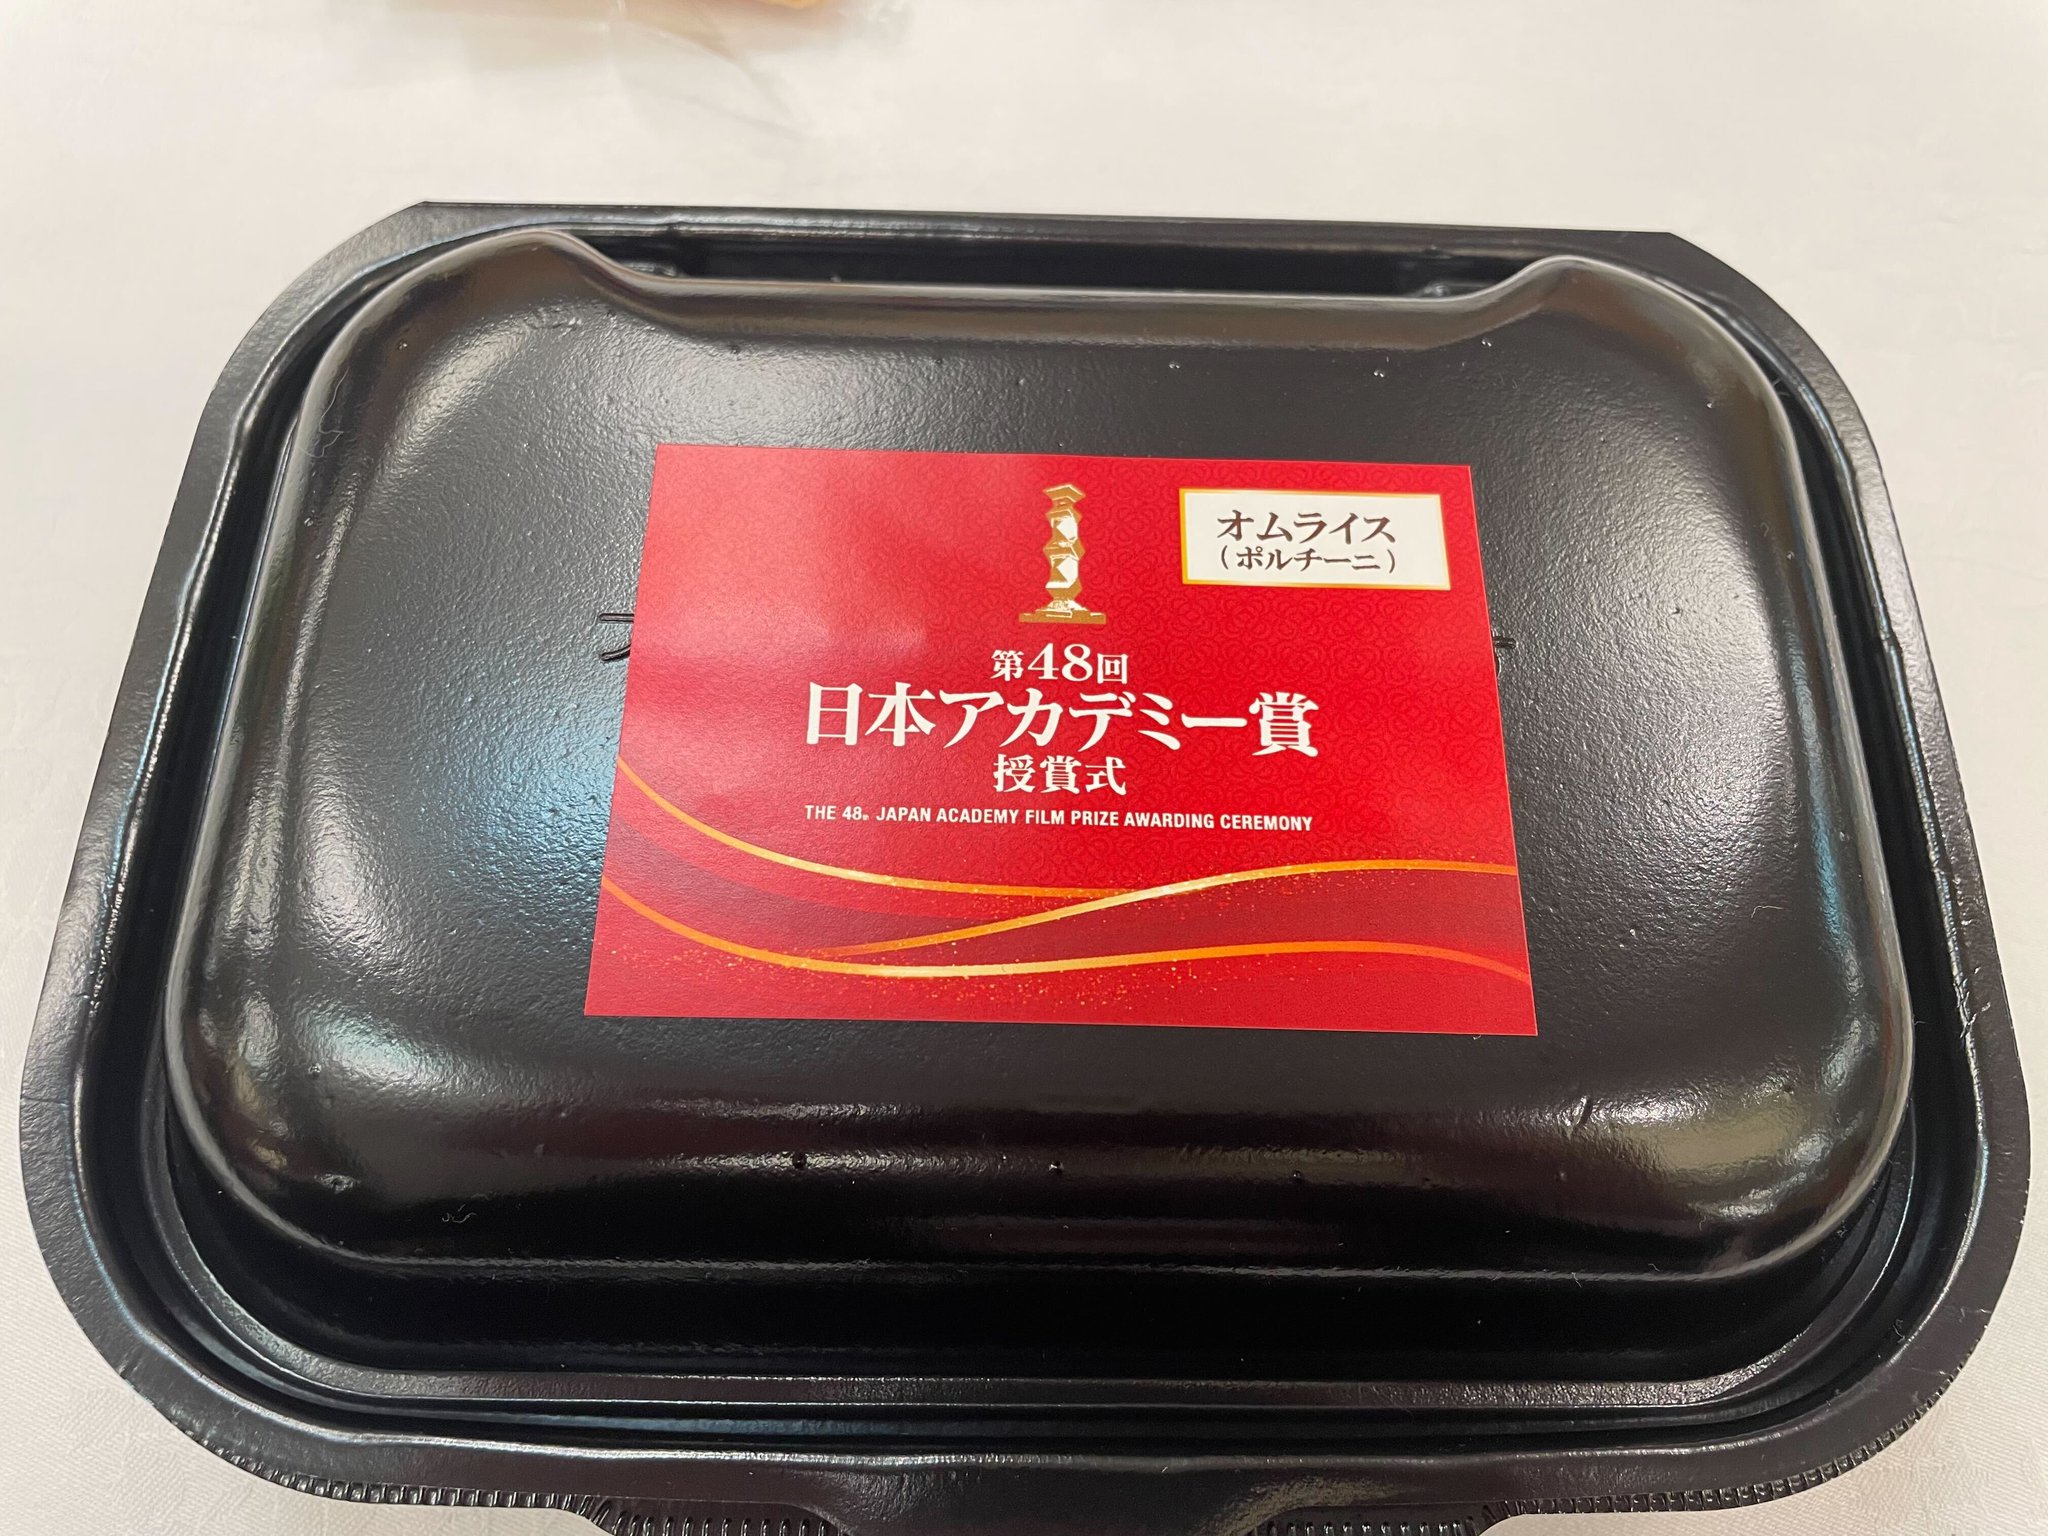 オムライス
(ポルチーニ)
第48回
日本アカデミー賞
授賞式
THE 48th JAPAN ACADEMY FILM PRIZE AWARDING CEREMONY